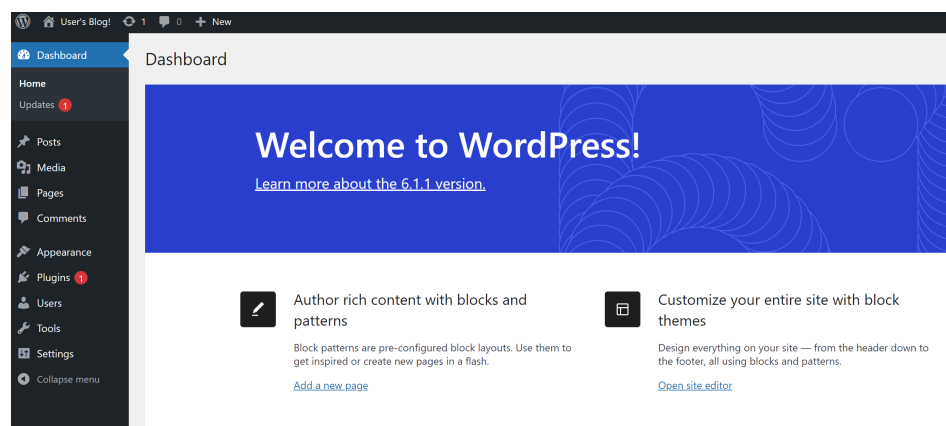 User's Blog! 1 0 New
Dashboard
Home
Updates 1
Posts
Media
Pages
Comments
Appearance
Plugins 1
Users
Tools
Settings
Collapse menu
Dashboard
Welcome to WordPress!
Learn more about the 6.1.1 version.
Author rich content with blocks and
patterns
Block patterns are pre-configured block layouts. Use them to
get inspired or create new pages in a flash.
Add a new page
Customize your entire site with block
themes
Design everything on your site — from the header down to
the footer, all using blocks and patterns.
Open site editor